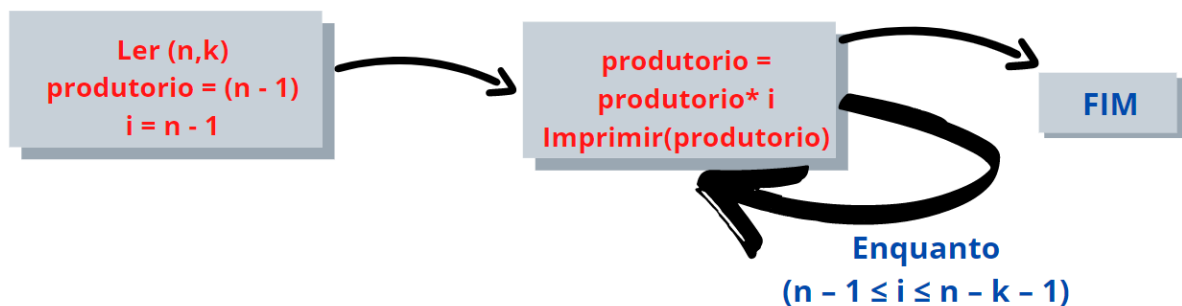 Ler (n,k)
produtorio = (n - 1)
i = n - 1
produtorio =
produtorio* i
Imprimir(produtorio)
FIM
Enquanto
(n – 1 ≤ i ≤ n – k – 1)